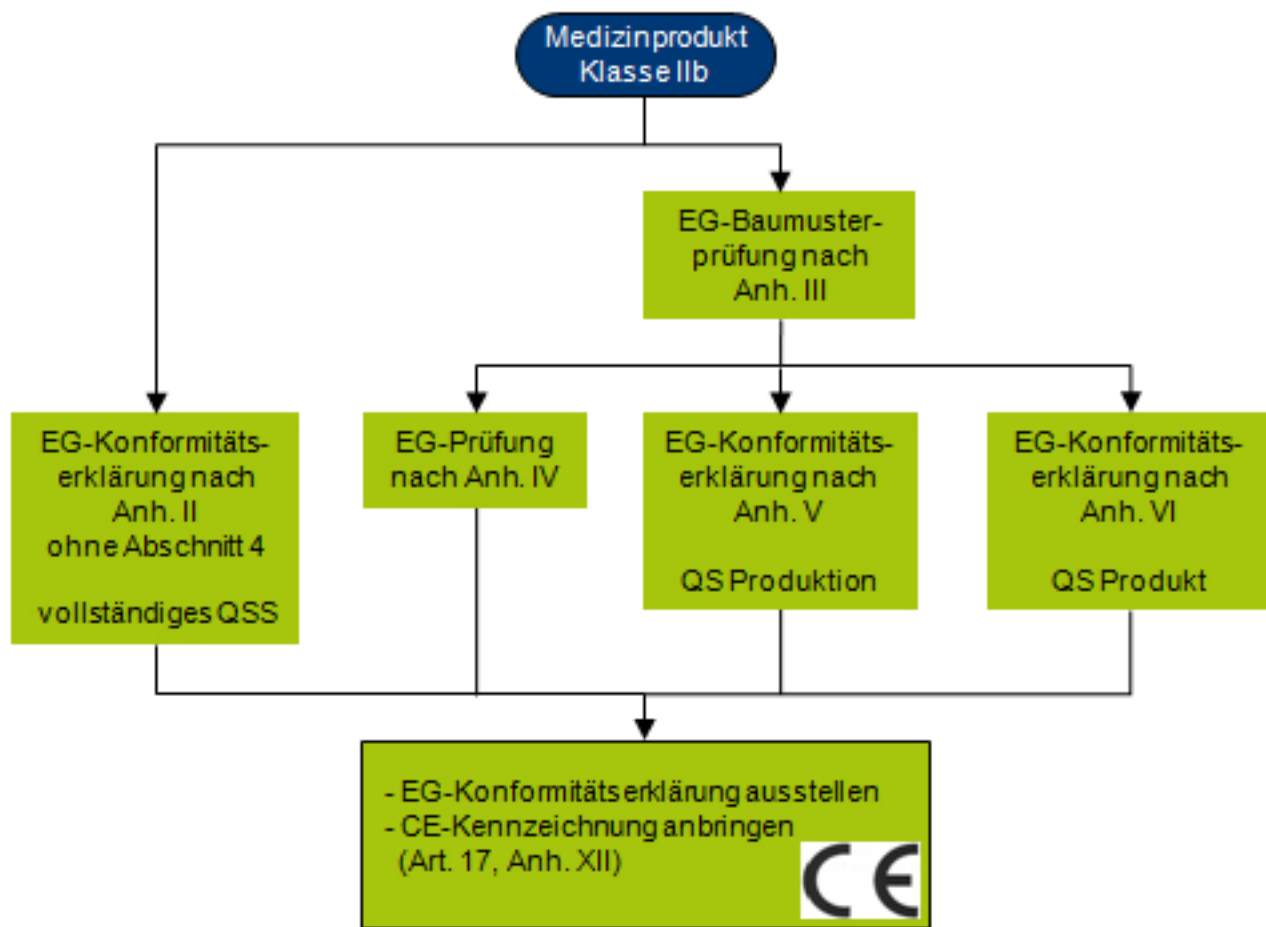 Medizinprodukt
Klasse IIb
EG-Baumuster-
prüfung nach
Anh. III
EG-Konformitäts-
erklärung nach
Anh. II
ohne Abschnitt 4
vollständiges QSS
EG-Prüfung
nach Anh. IV
EG-Konformitäts-
erklärung nach
Anh. V
QS Produktion
EG-Konformitäts-
erklärung nach
Anh. VI
QS Produkt
- EG-Konformitätserklärung ausstellen
- CE-Kennzeichnung anbringen
(Art. 17, Anh. XII)
CE